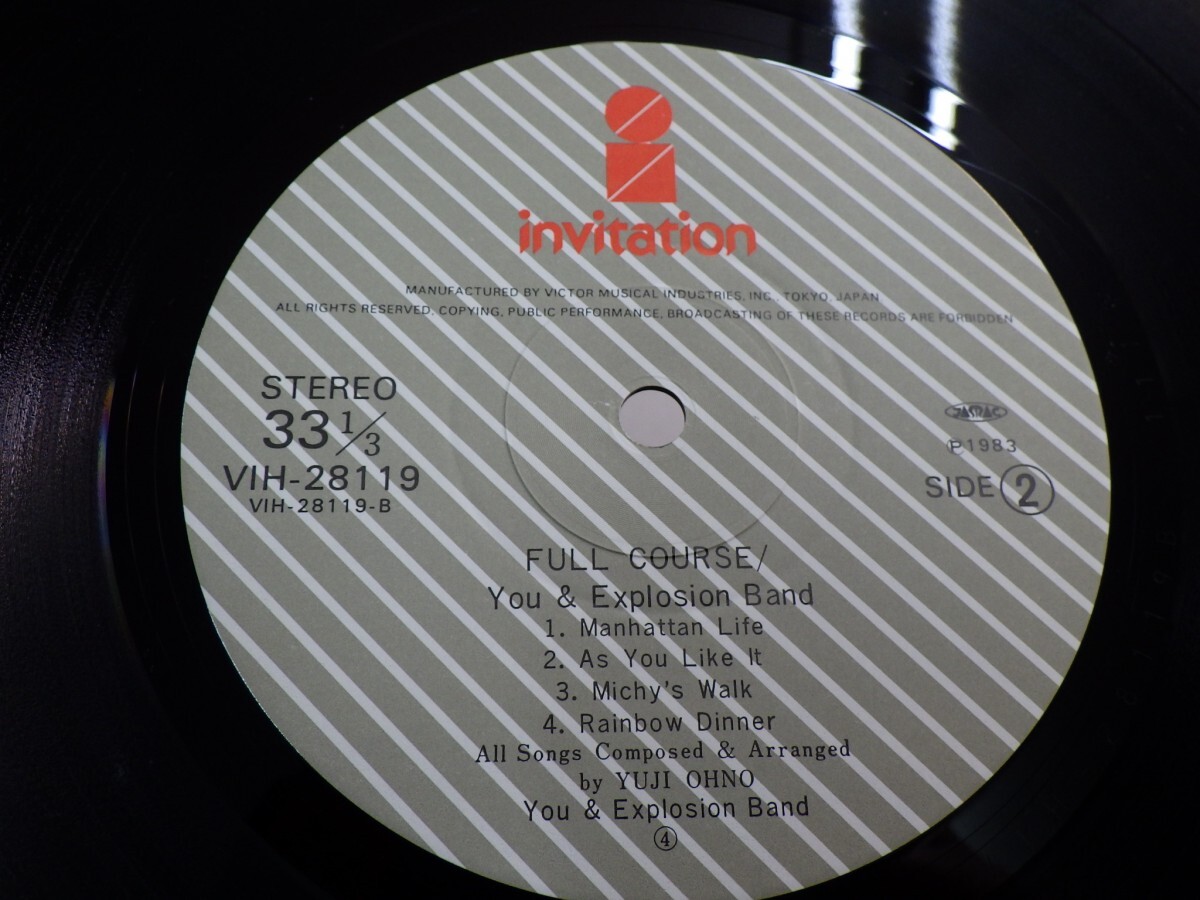 invitation
MANUFACTURED BY VICTOR MUSICAL INDUSTRIES, INC., TOKYO, JAPAN
ALL RIGHTS RESERVED, COPYING, PUBLIC PERFORMANCE, BROADCASTING OF THESE RECORDS ARE FORBIDDEN
STEREO
33 1/3
VIH-28119
VIH-28119-B
JASRAC
Ⓟ1983
SIDE ②
FULL COURSE/
You & Explosion Band
1. Manhattan Life
2. As You Like It
3. Michy's Walk
4. Rainbow Dinner
All Songs Composed & Arranged
by YUJI OHNO
You & Explosion Band
④